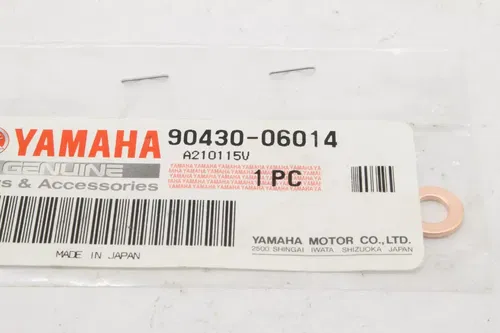 YAMAHA 90430-06014
A210115V
GENUINE
rs & Accessories
1 PC
MADE IN JAPAN
YAMAHA MOTOR CO.,LTD.
2500 SHINGAI IWATA SHIZUOKA JAPAN